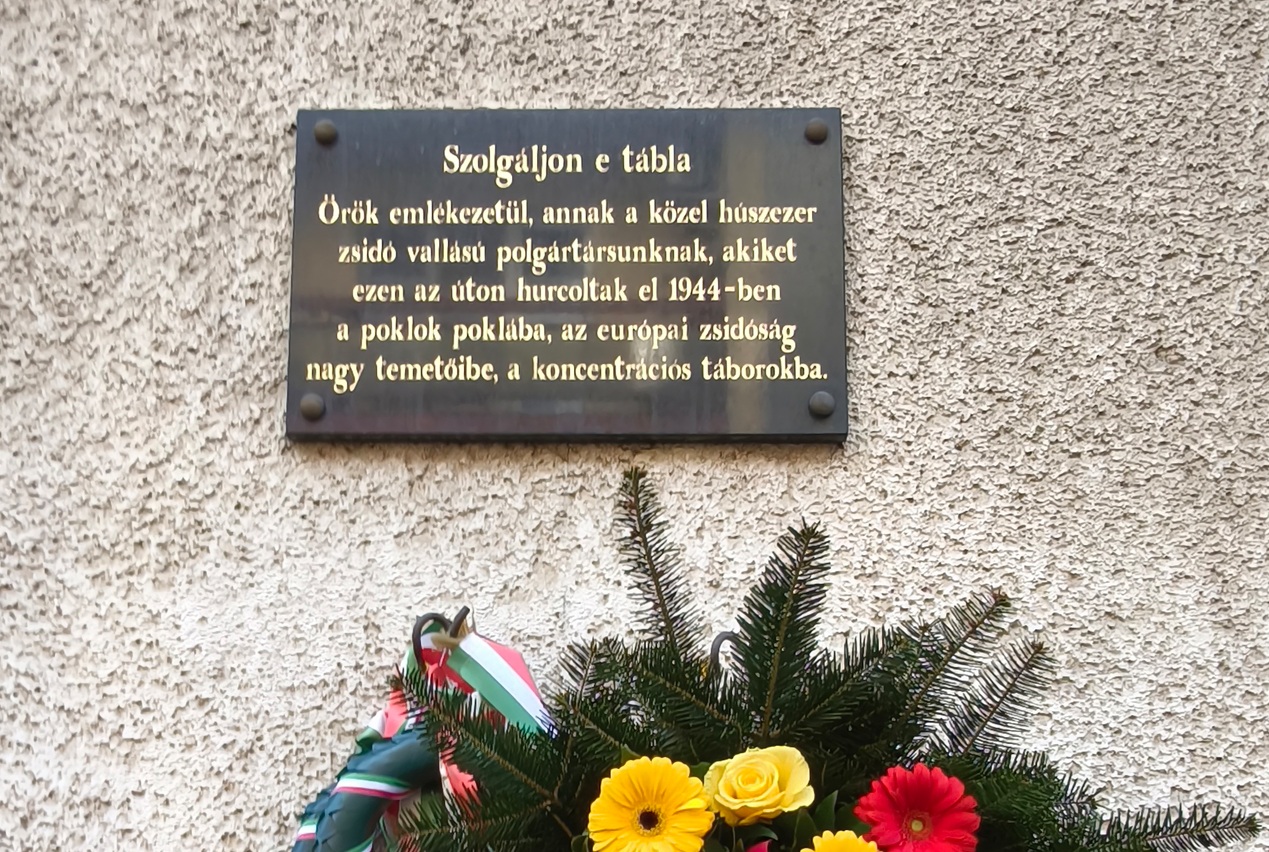 Szolgáljon e tábla
Örök emlékezetül, annak a közel húszezer
zsidó vallású polgártársunknak, akiket
ezen az úton hurcoltak el 1944-ben
a poklok poklába, az európai zsidóság
nagy temetőibe, a koncentrációs táborokba.